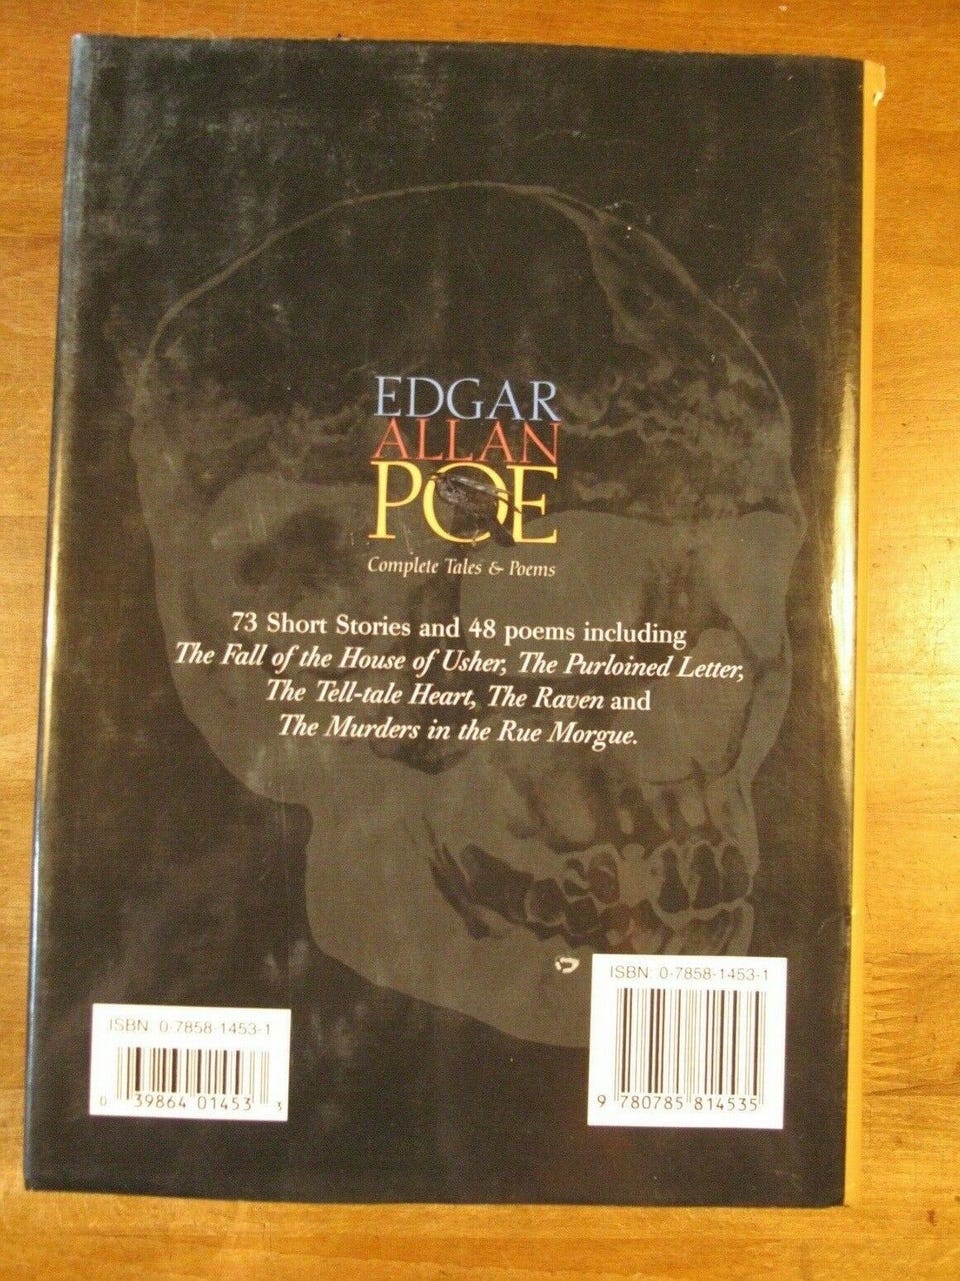 EDGAR
ALLAN
POE
Complete Tales & Poems
73 Short Stories and 48 poems including
The Fall of the House of Usher, The Purloined Letter,
The Tell-tale Heart, The Raven and
The Murders in the Rue Morgue.
ISBN 0-7858-1453-1
0 39864 01453 3
ISBN: 0-7858-1453-1
9 780785 814535